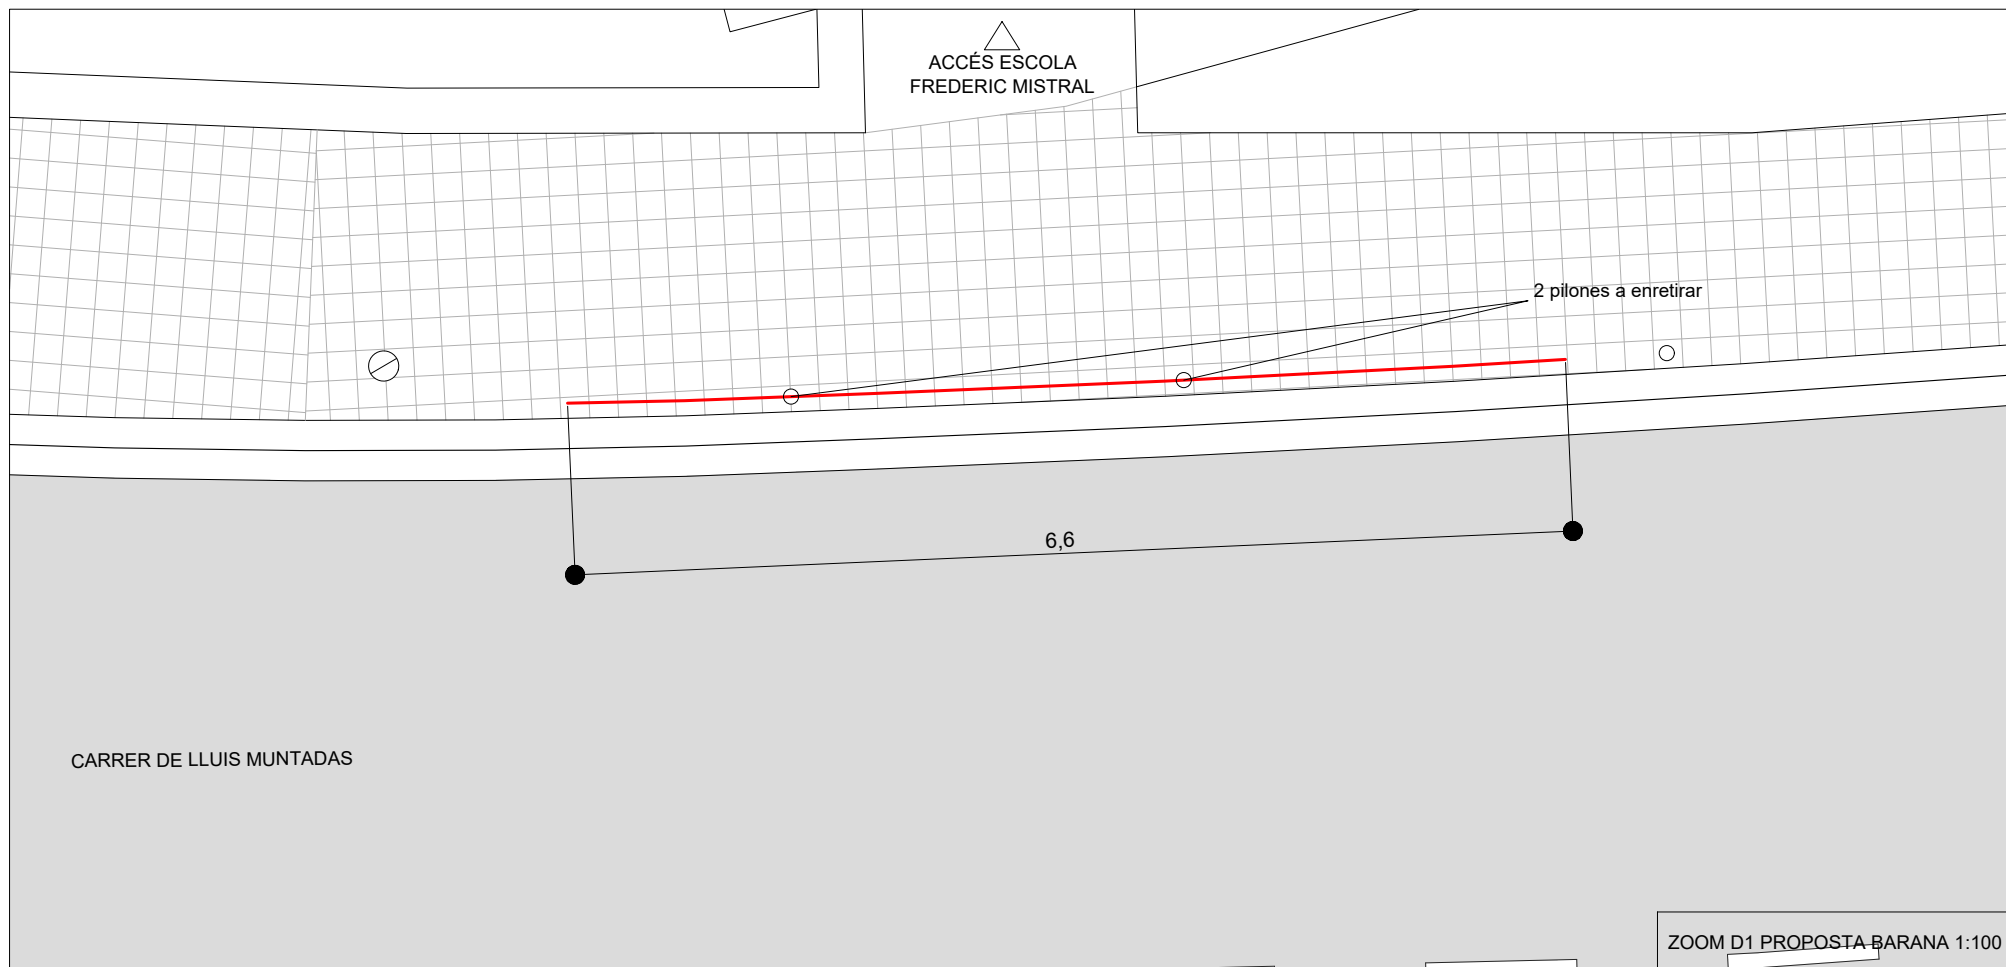 ACCÉS ESCOLA
FREDERIC MISTRAL
2 pilones a enretirar
6,6
CARRER DE LLUIS MUNTADAS
ZOOM D1 PROPOSTA BARANA 1:100